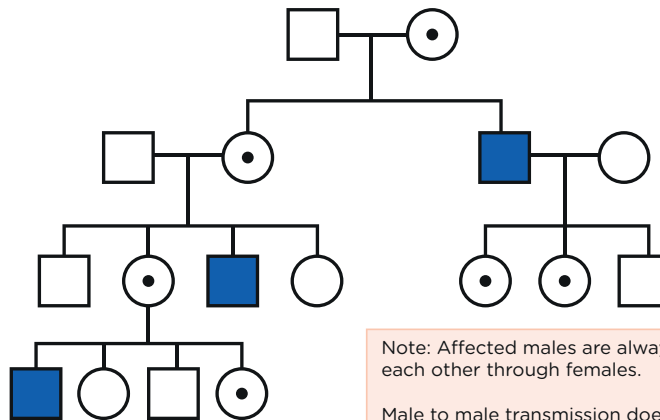 Note: Affected males are alway
each other through females.
Male to male transmission doe